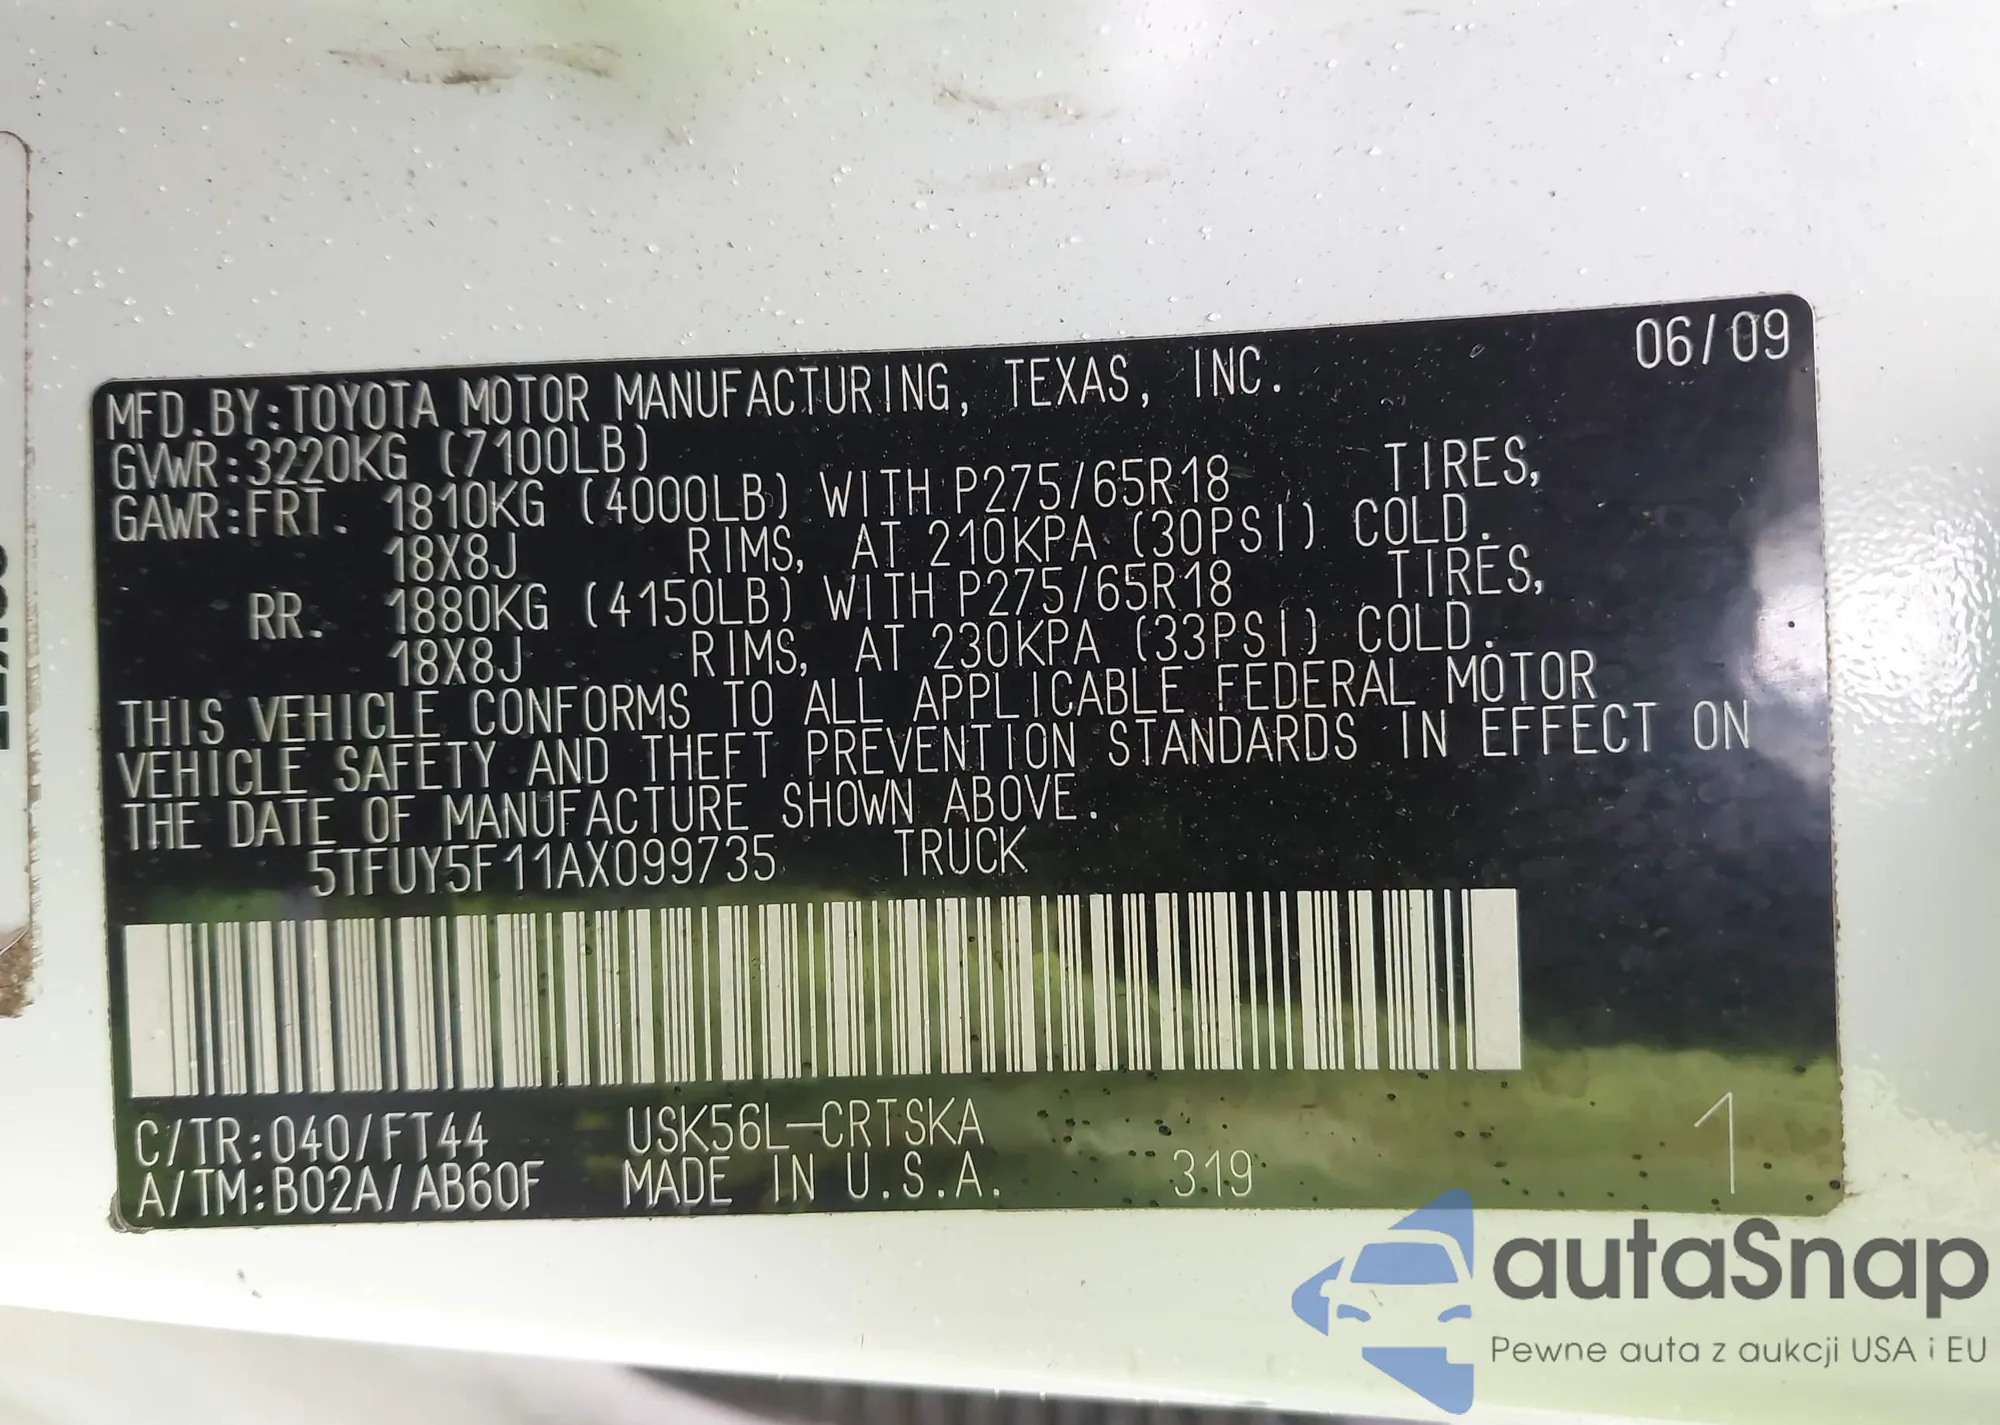 06/09
MFD.BY:TOYOTA MOTOR MANUFACTURING, TEXAS, INC.
GVWR:3220KG (7100LB)
GAWR:FRT. 1810KG (4000LB) WITH P275/65R18 TIRES,
18X8J RIMS, AT 210KPA (30PSI) COLD.
RR. 1880KG (4150LB) WITH P275/65R18 TIRES,
18X8J RIMS, AT 230KPA (33PSI) COLD.
THIS VEHICLE CONFORMS TO ALL APPLICABLE FEDERAL MOTOR
VEHICLE SAFETY AND THEFT PREVENTION STANDARDS IN EFFECT ON
THE DATE OF MANUFACTURE SHOWN ABOVE.
5TFUY5F11AX099735 TRUCK
C/TR:040/FT44 USK56L-CRTSKA
A/TM:B02A/AB60F MADE IN U.S.A. 319 1
autaSnap
Pewne auta z aukcji USA i EU